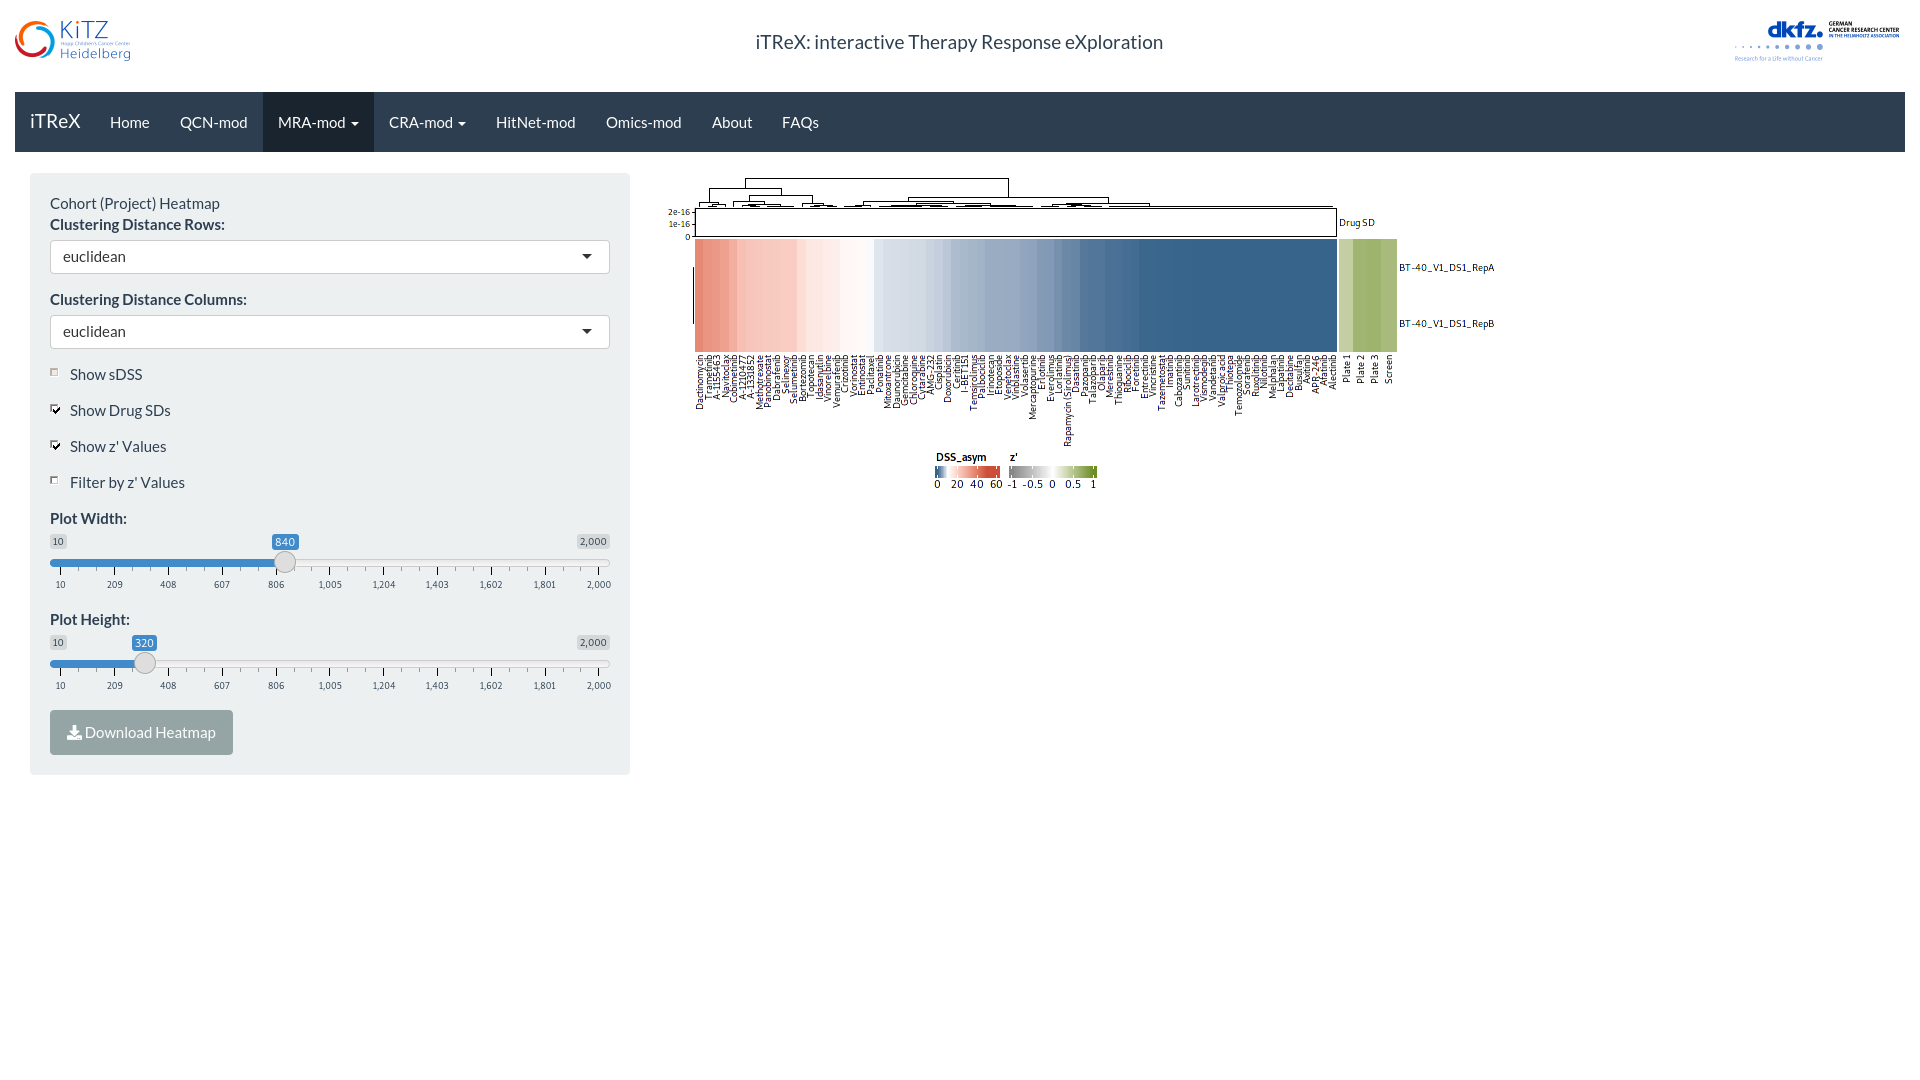 KiTZ
Hopp Children's Cancer Center
Heidelberg
iTReX: interactive Therapy Response eXploration
dkfz.
GERMAN
CANCER RESEARCH CENTER
IN THE HELMHOLTZ ASSOCIATION
Research for a Life without Cancer
iTReX
Home
QCN-mod
MRA-mod
CRA-mod
HitNet-mod
Omics-mod
About
FAQs
Cohort (Project) Heatmap
Clustering Distance Rows:
euclidean
Clustering Distance Columns:
euclidean
Show sDSS
Show Drug SDs
Show z' Values
Filter by z' Values
Plot Width:
10
840
2,000
10 209 408 607 806 1,005 1,204 1,403 1,602 1,801 2,000
Plot Height:
10
320
2,000
10 209 408 607 806 1,005 1,204 1,403 1,602 1,801 2,000
Download Heatmap
2e-16
1e-16
0
Drug SD
BT-40_V1_DS1_RepA
BT-40_V1_DS1_RepB
Dactinomycin
Trametinib
A-1155463
Navitoclax
Cobimetinib
A-1210477
A-1331852
Methotrexate
Panobinostat
Dabrafenib
Selinexor
Selumetinib
Bortezomib
Topotecan
Idasanutlin
Vinorelbine
Vemurafenib
Crizotinib
Vorinostat
Entinostat
Paclitaxel
Ponatinib
Mitoxantrone
Daunorubicin
Gemcitabine
Chloroquine
Cytarabine
AMG-232
Cisplatin
Doxorubicin
Ceritinib
I-BET151
Temsirolimus
Palbociclib
Irinotecan
Etoposide
Venetoclax
Vinblastine
Volasertib
Mercaptopurine
Erlotinib
Everolimus
Lorlatinib
Rapamycin (Sirolimus)
Dasatinib
Pazopanib
Talazoparib
Olaparib
Merestinib
Thioguanine
Ribociclib
Foretinib
Entrectinib
Vincristine
Tazemetostat
Imatinib
Cabozantinib
Sunitinib
Larotrectinib
Vismodegib
Vandetanib
Valproic acid
Thiotepa
Temozolomide
Sorafenib
Ruxolitinib
Nilotinib
Melphalan
Lapatinib
Decitabine
Busulfan
Axitinib
APR-246
Afatinib
Alectinib
Plate 1
Plate 2
Plate 3
Screen
DSS_asym
0 20 40 60
z'
-1 -0.5 0 0.5 1